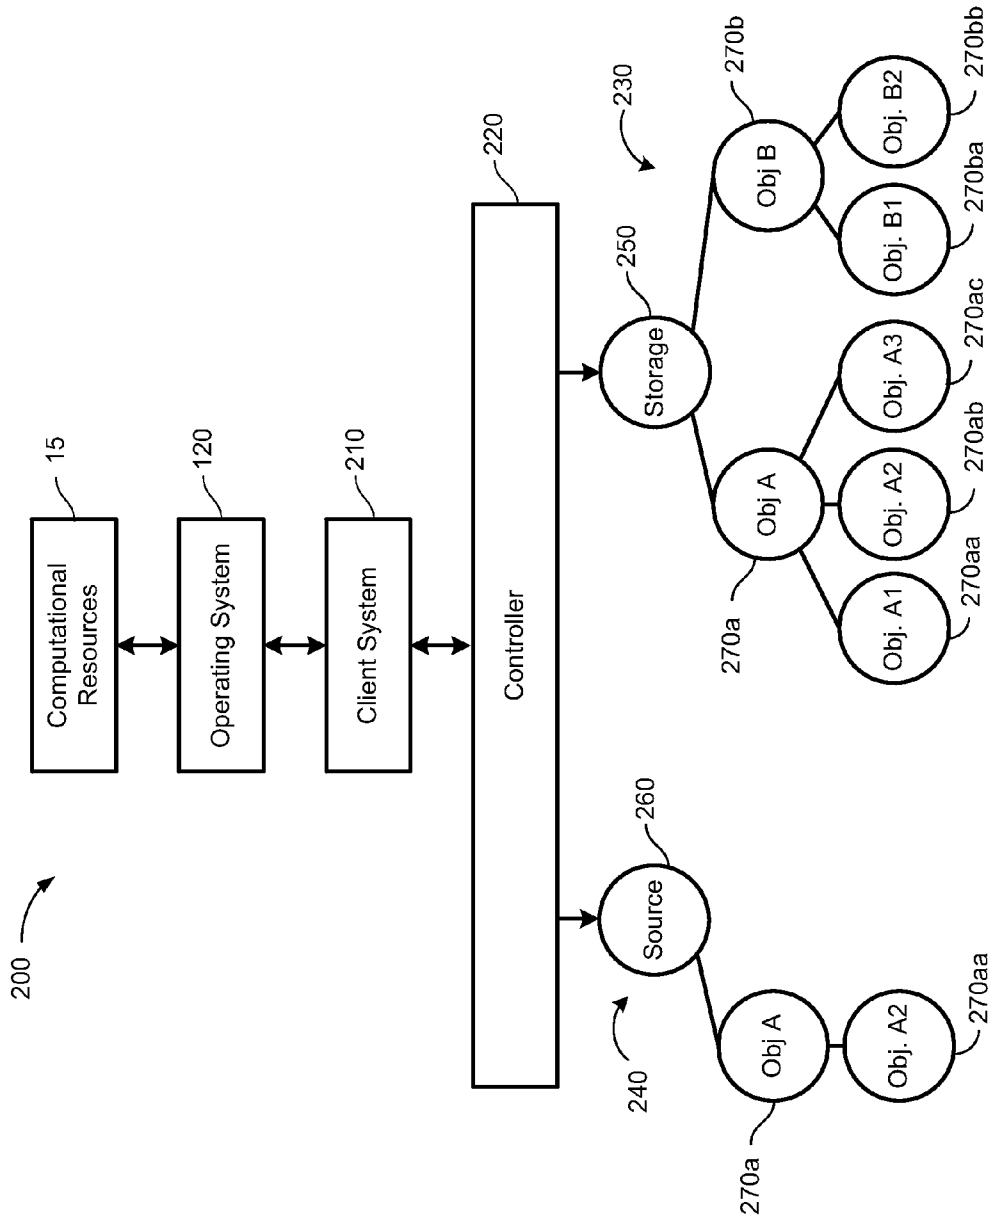 200
Computational
Resources
15
Operating System
120
Client System
210
Controller
220
Source
260
240
Obj A
270a
Obj. A2
270aa
Storage
250
230
Obj A
270a
Obj B
270b
Obj. A1
270aa
Obj. A2
270ab
Obj. A3
270ac
Obj. B1
270ba
Obj. B2
270bb